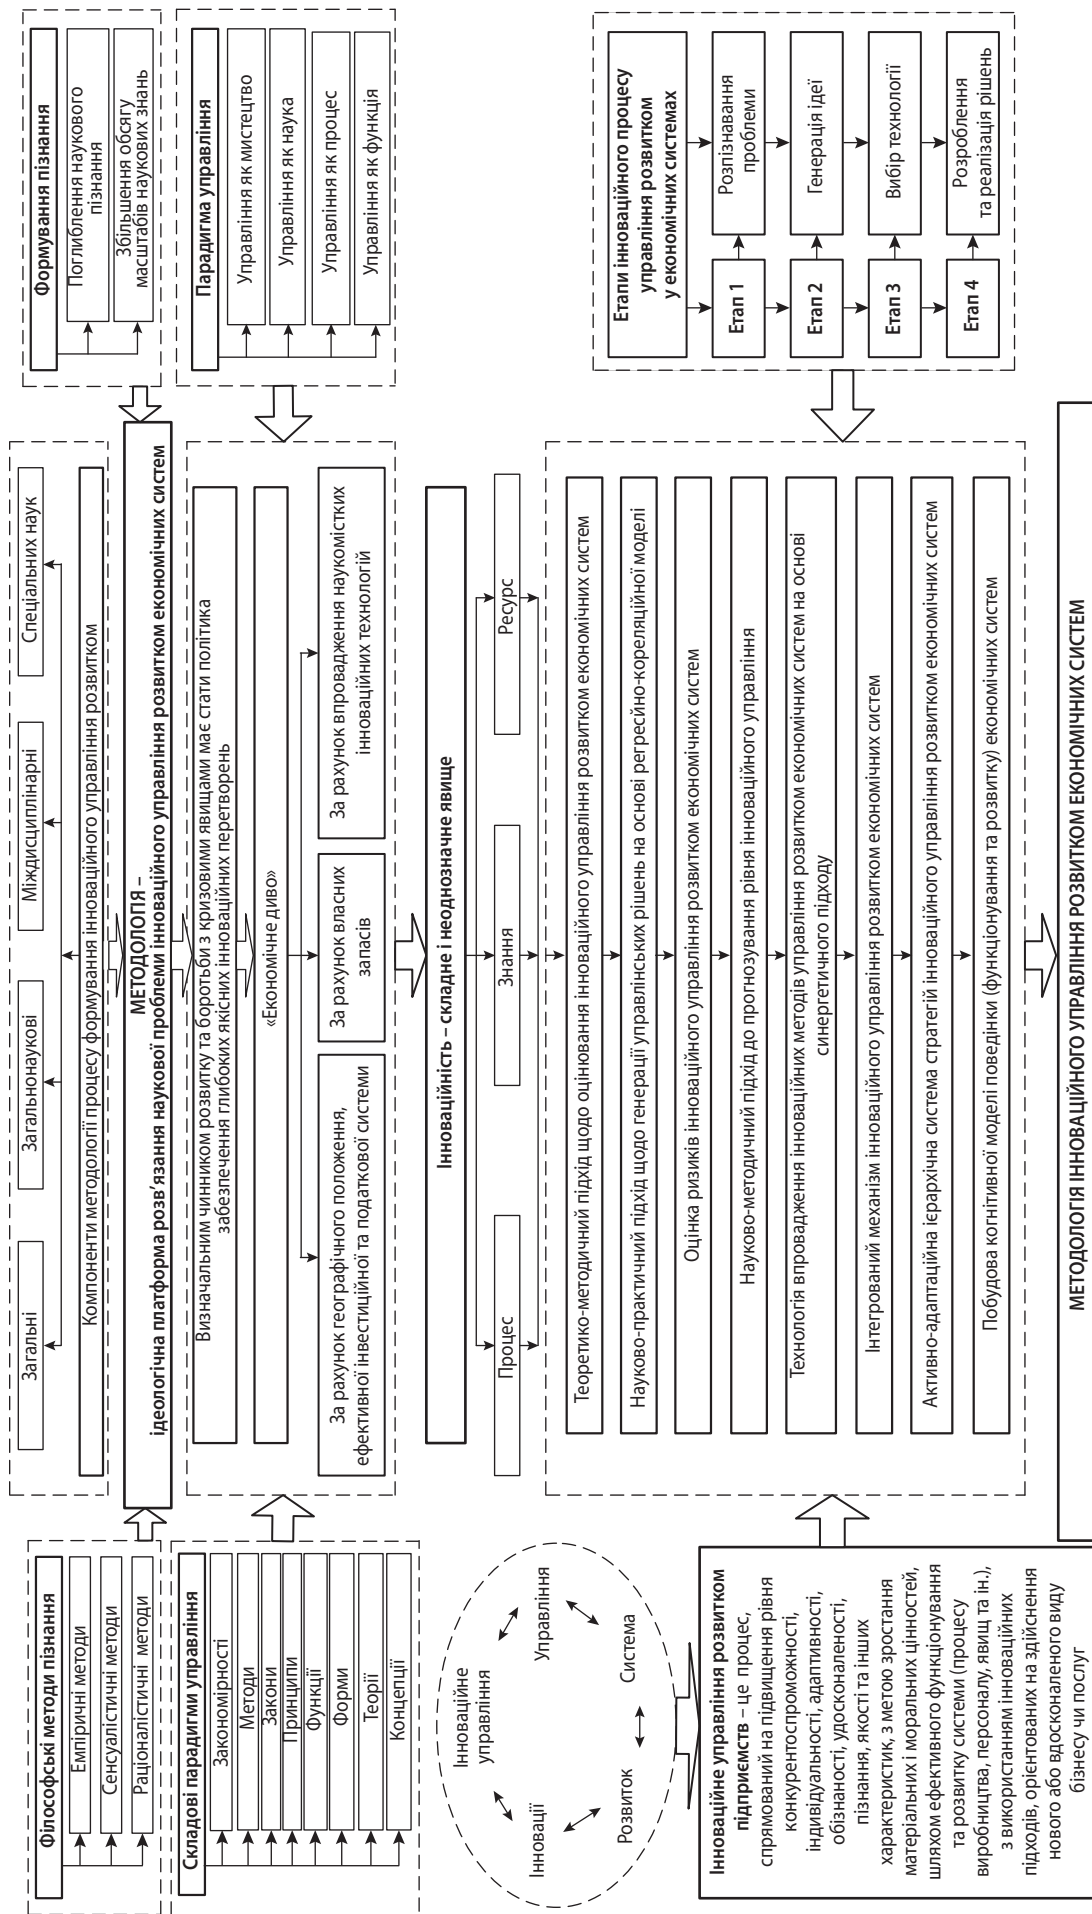 Філософські методи пізнання
Емпіричні методи
Сенсуалістичні методи
Раціоналістичні методи
Складові парадигми управління
Закономірності
Методи
Закони
Принципи
Функції
Форми
Теорії
Концепції
Інноваційне
управління
Управління
Система
Розвиток
Інновації
Інноваційне управління розвитком
підприємств – це процес,
спрямований на підвищення рівня
конкурентоспроможності,
індивідуальності, адаптивності,
обізнаності, удосконаленості,
пізнання, якості та інших
характеристик, з метою зростання
матеріальних і моральних цінностей,
шляхом ефективного функціонування
та розвитку системи (процесу
виробництва, персоналу, явищ та ін.),
з використанням інноваційних
підходів, орієнтованих на здійснення
нового або вдосконаленого виду
бізнесу чи послуг
Загальні
Загальнонаукові
Міждисциплінарні
Спеціальних наук
Компоненти методології процесу формування інноваційного управління розвитком
МЕТОДОЛОГІЯ –
ідеологічна платформа розв’язання наукової проблеми інноваційного управління розвитком економічних систем
Визначальним чинником розвитку та боротьби з кризовими явищами має стати політика
забезпечення глибоких якісних інноваційних перетворень
«Економічне диво»
За рахунок географічного положення,
ефективної інвестиційної та податкової системи
За рахунок власних
запасів
За рахунок впровадження наукомістких
інноваційних технологій
Інноваційність – складне і неоднозначне явище
Процес
Знання
Ресурс
Теоретико-методичний підхід щодо оцінювання інноваційного управління розвитком економічних систем
Науково-практичний підхід щодо генерації управлінських рішень на основі регресійно-кореляційної моделі
Оцінка ризиків інноваційного управління розвитком економічних систем
Науково-методичний підхід до прогнозування рівня інноваційного управління
Технологія впровадження інноваційних методів управління розвитком економічних систем на основі
синергетичного підходу
Інтегрований механізм інноваційного управління розвитком економічних систем
Активно-адаптаційна ієрархічна система стратегій інноваційного управління розвитком економічних систем
Побудова когнітивної моделі поведінки (функціонування та розвитку) економічних систем
МЕТОДОЛОГІЯ ІННОВАЦІЙНОГО УПРАВЛІННЯ РОЗВИТКОМ ЕКОНОМІЧНИХ СИСТЕМ
Формування пізнання
Поглиблення наукового
пізнання
Збільшення обсягу
масштабів наукових знань
Парадигма управління
Управління як мистецтво
Управління як наука
Управління як процес
Управління як функція
Етапи інноваційного процесу
управління розвитком
у економічних системах
Етап 1
Розпізнавання
проблеми
Етап 2
Генерація ідеї
Етап 3
Вибір технології
Етап 4
Розроблення
та реалізація рішень